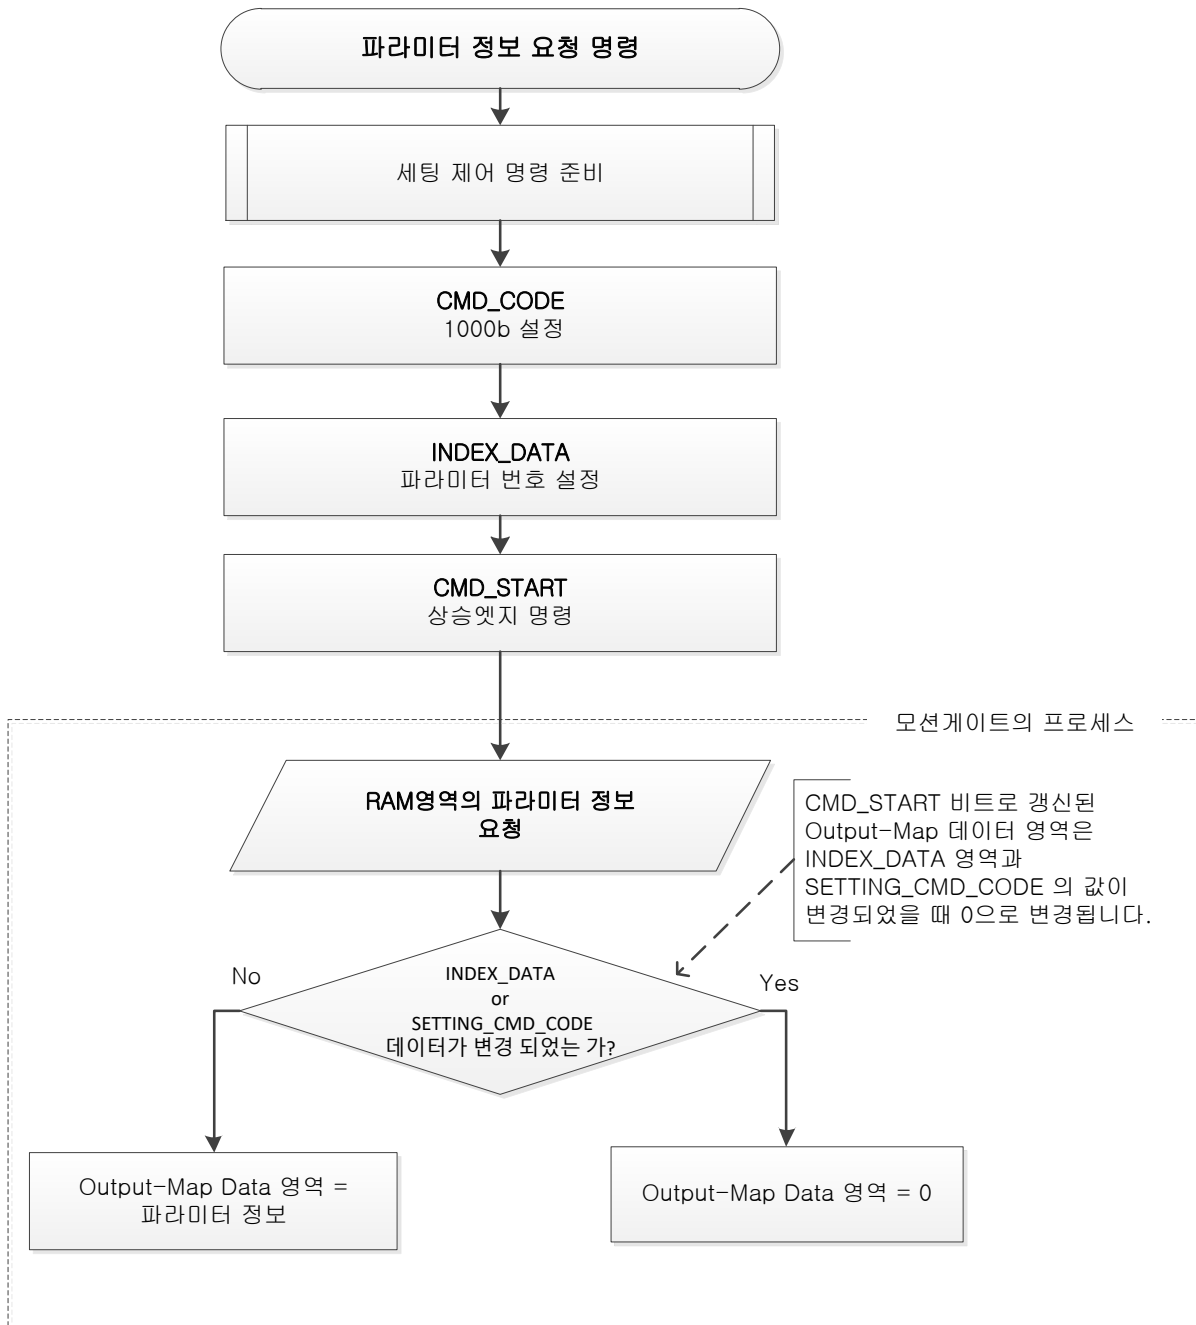 파라미터 정보 요청 명령
세팅 제어 명령 준비
CMD_CODE
1000b 설정
INDEX_DATA
파라미터 번호 설정
CMD_START
상승엣지 명령
모션게이트의 프로세스
RAM영역의 파라미터 정보
요청
CMD_START 비트로 갱신된
Output-Map 데이터 영역은
INDEX_DATA 영역과
SETTING_CMD_CODE 의 값이
변경되었을 때 0으로 변경됩니다.
No
INDEX_DATA
or
SETTING_CMD_CODE
데이터가 변경 되었는 가?
Yes
Output-Map Data 영역 =
파라미터 정보
Output-Map Data 영역 = 0